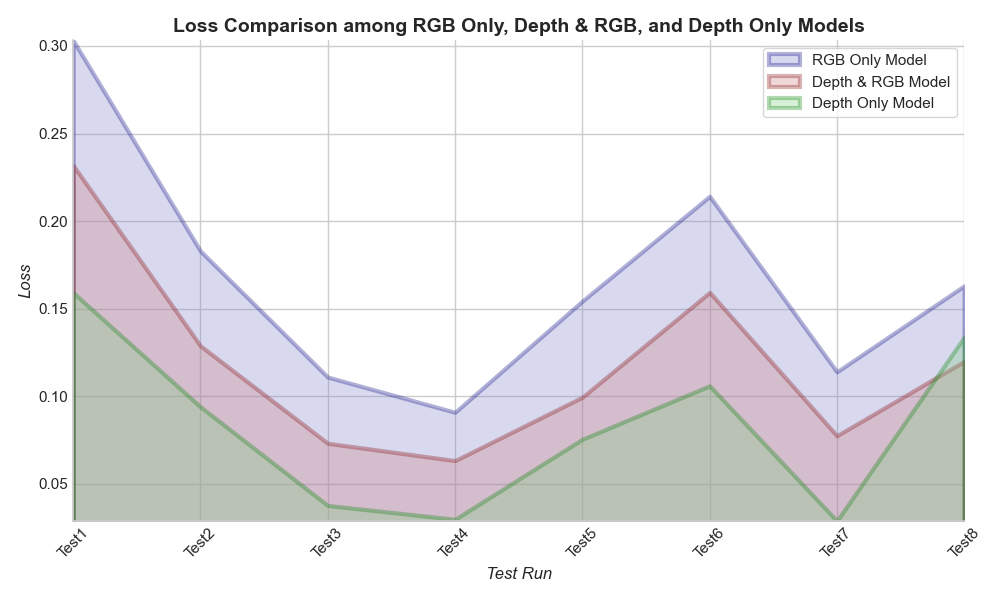 Loss Comparison among RGB Only, Depth & RGB, and Depth Only Models
RGB Only Model
Depth & RGB Model
Depth Only Model
Loss
0.30
0.25
0.20
0.15
0.10
0.05
Test1
Test2
Test3
Test4
Test5
Test6
Test7
Test8
Test Run